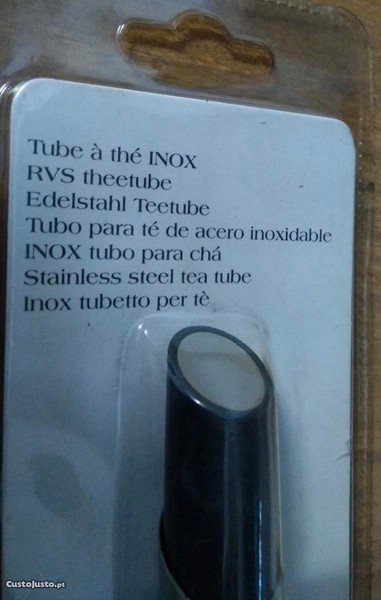 Tube à thé INOX
RVS theetube
Edelstahl Teetube
Tubo para té de acero inoxidable
INOX tubo para chá
Stainless steel tea tube
Inox tubetto per tè
CustoJusto.pt